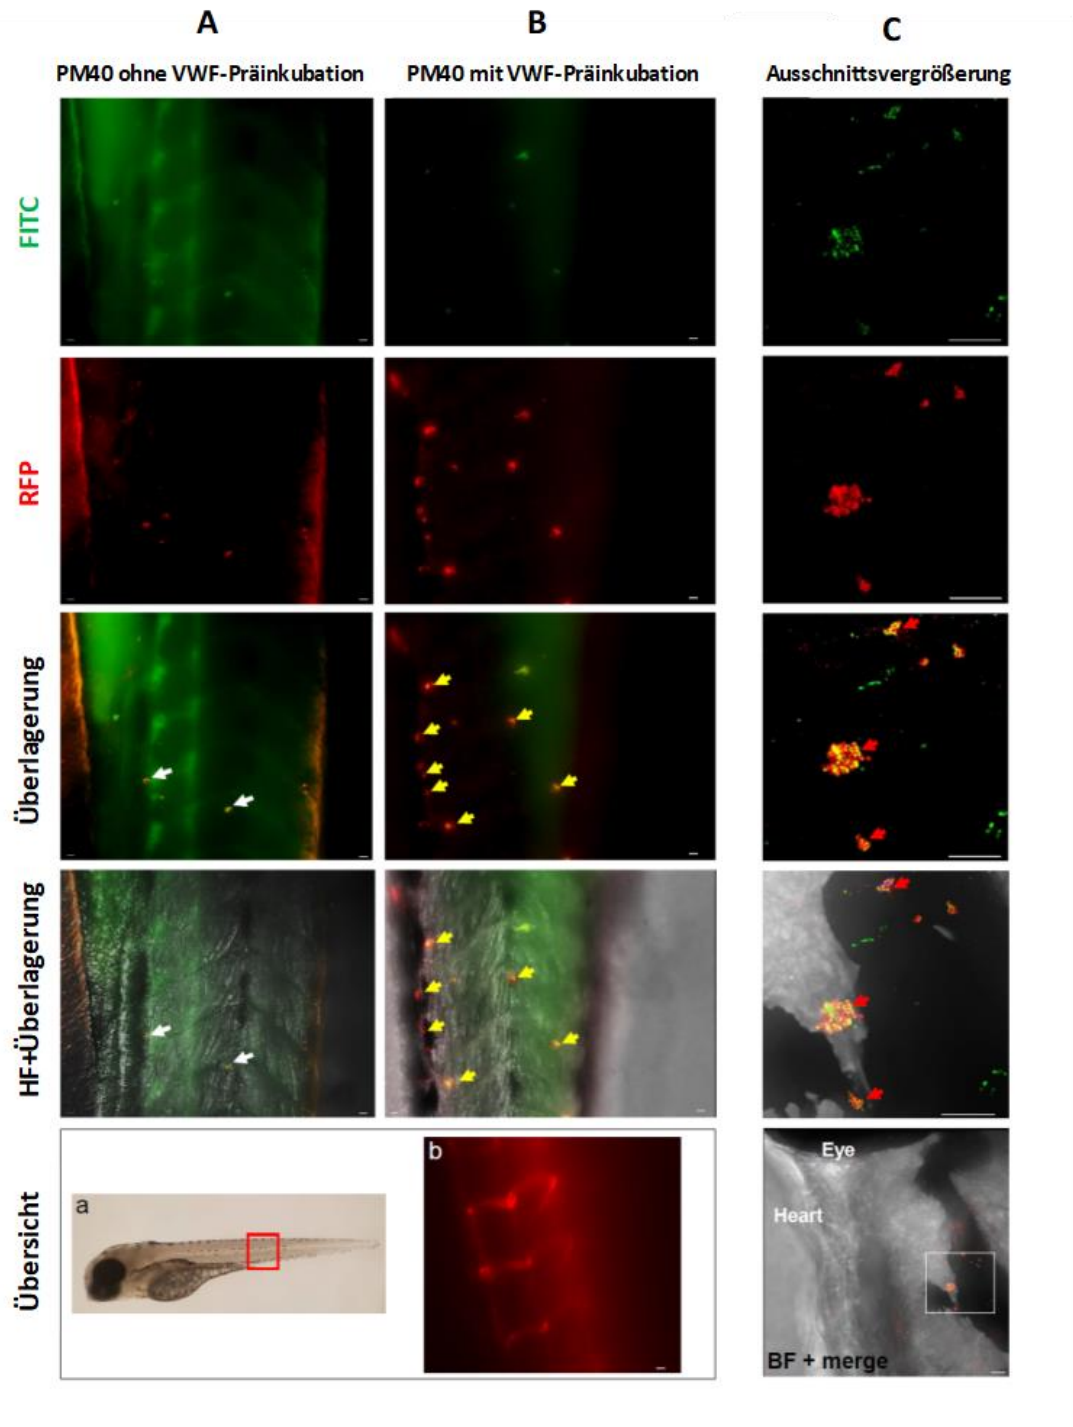 A
B
C
PM40 ohne VWF-Präinkubation
PM40 mit VWF-Präinkubation
Ausschnittsvergrößerung
FITC
RFP
Überlagerung
HF+Überlagerung
Übersicht
a
b
Eye
Heart
BF + merge